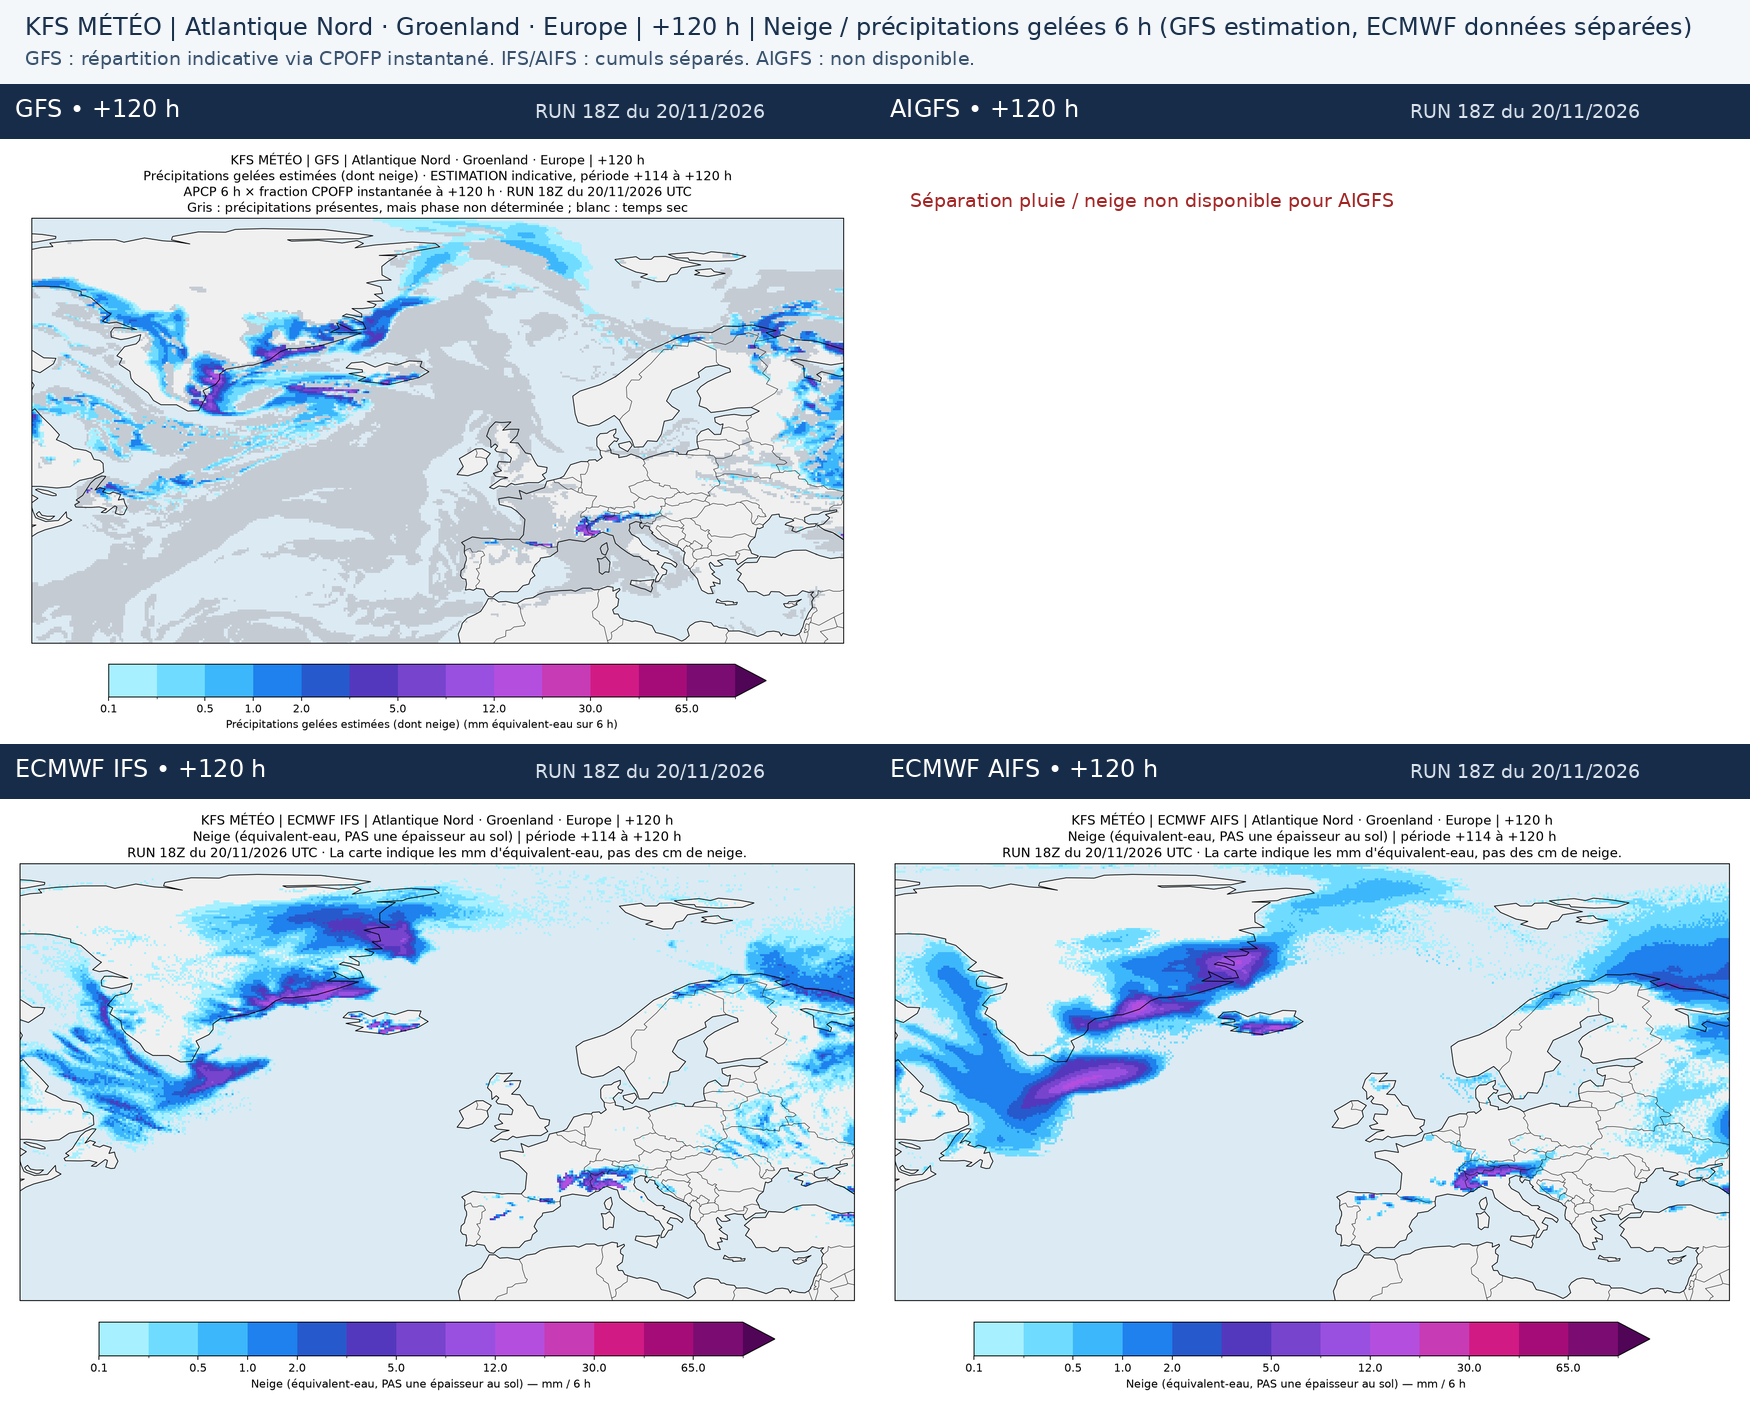 KFS MÉTÉO | Atlantique Nord · Groenland · Europe | +120 h | Neige / précipitations gelées 6 h (GFS estimation, ECMWF données séparées)
GFS : répartition indicative via CPOFP instantané. IFS/AIFS : cumuls séparés. AIGFS : non disponible.
GFS • +120 h
RUN 18Z du 20/11/2026
AIGFS • +120 h
RUN 18Z du 20/11/2026
KFS MÉTÉO | GFS | Atlantique Nord · Groenland · Europe | +120 h
Précipitations gelées estimées (dont neige) · ESTIMATION indicative, période +114 à +120 h
APCP 6 h × fraction CPOFP instantanée à +120 h · RUN 18Z du 20/11/2026 UTC
Gris : précipitations présentes, mais phase non déterminée ; blanc : temps sec
Séparation pluie / neige non disponible pour AIGFS
0.1 0.5 1.0 2.0 5.0 12.0 30.0 65.0
Précipitations gelées estimées (dont neige) (mm équivalent-eau sur 6 h)
ECMWF IFS • +120 h
RUN 18Z du 20/11/2026
ECMWF AIFS • +120 h
RUN 18Z du 20/11/2026
KFS MÉTÉO | ECMWF IFS | Atlantique Nord · Groenland · Europe | +120 h
Neige (équivalent-eau, PAS une épaisseur au sol) | période +114 à +120 h
RUN 18Z du 20/11/2026 UTC · La carte indique les mm d'équivalent-eau, pas des cm de neige.
0.1 0.5 1.0 2.0 5.0 12.0 30.0 65.0
Neige (équivalent-eau, PAS une épaisseur au sol) — mm / 6 h
KFS MÉTÉO | ECMWF AIFS | Atlantique Nord · Groenland · Europe | +120 h
Neige (équivalent-eau, PAS une épaisseur au sol) | période +114 à +120 h
RUN 18Z du 20/11/2026 UTC · La carte indique les mm d'équivalent-eau, pas des cm de neige.
0.1 0.5 1.0 2.0 5.0 12.0 30.0 65.0
Neige (équivalent-eau, PAS une épaisseur au sol) — mm / 6 h